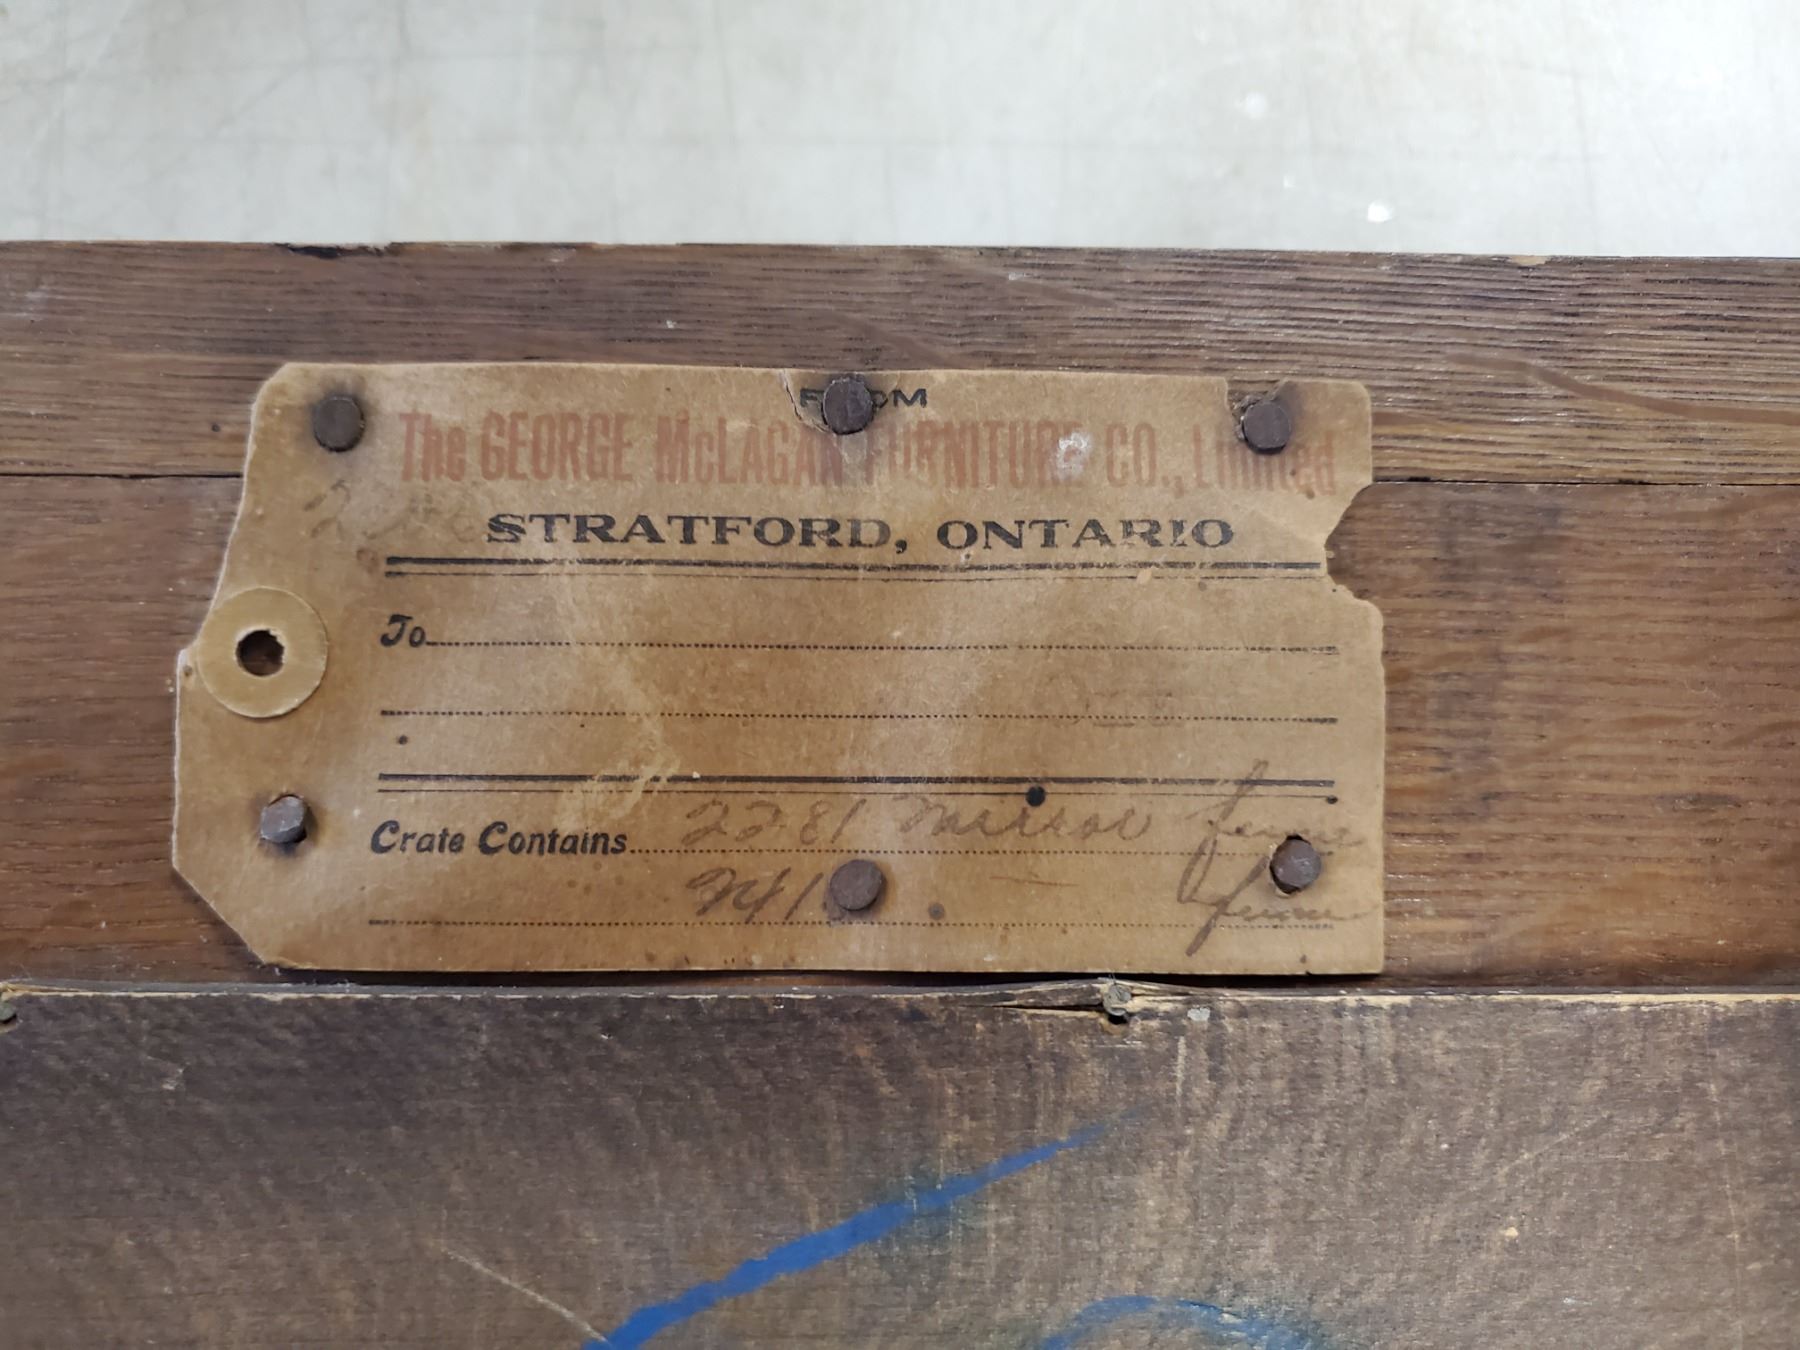 FROM
The GEORGE McLAGAN FURNITURE CO., Limited
STRATFORD, ONTARIO
To
Crate Contains 2281 Mirror